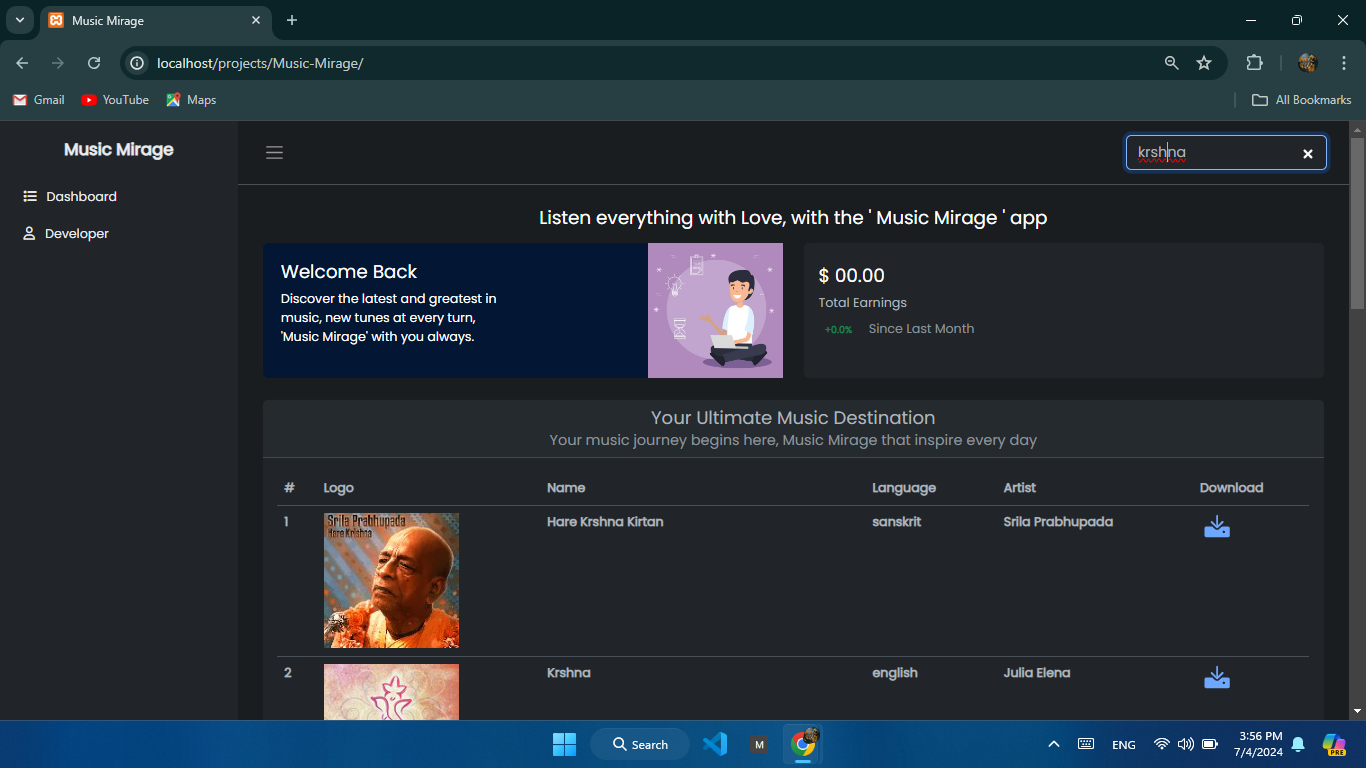 Music Mirage
localhost/projects/Music-Mirage/
Gmail YouTube Maps All Bookmarks
Music Mirage
krshna
Dashboard
Developer
Listen everything with Love, with the ' Music Mirage ' app
Welcome Back
Discover the latest and greatest in
music, new tunes at every turn,
'Music Mirage' with you always.
$ 00.00
Total Earnings
+0.0% Since Last Month
Your Ultimate Music Destination
Your music journey begins here, Music Mirage that inspire every day
# Logo Name Language Artist Download
1 Hare Krshna Kirtan sanskrit Srila Prabhupada
Srila Prabhupada
Hare Krishna
2 Krshna english Julia Elena
Search
M
ENG
3:56 PM
7/4/2024
PRE